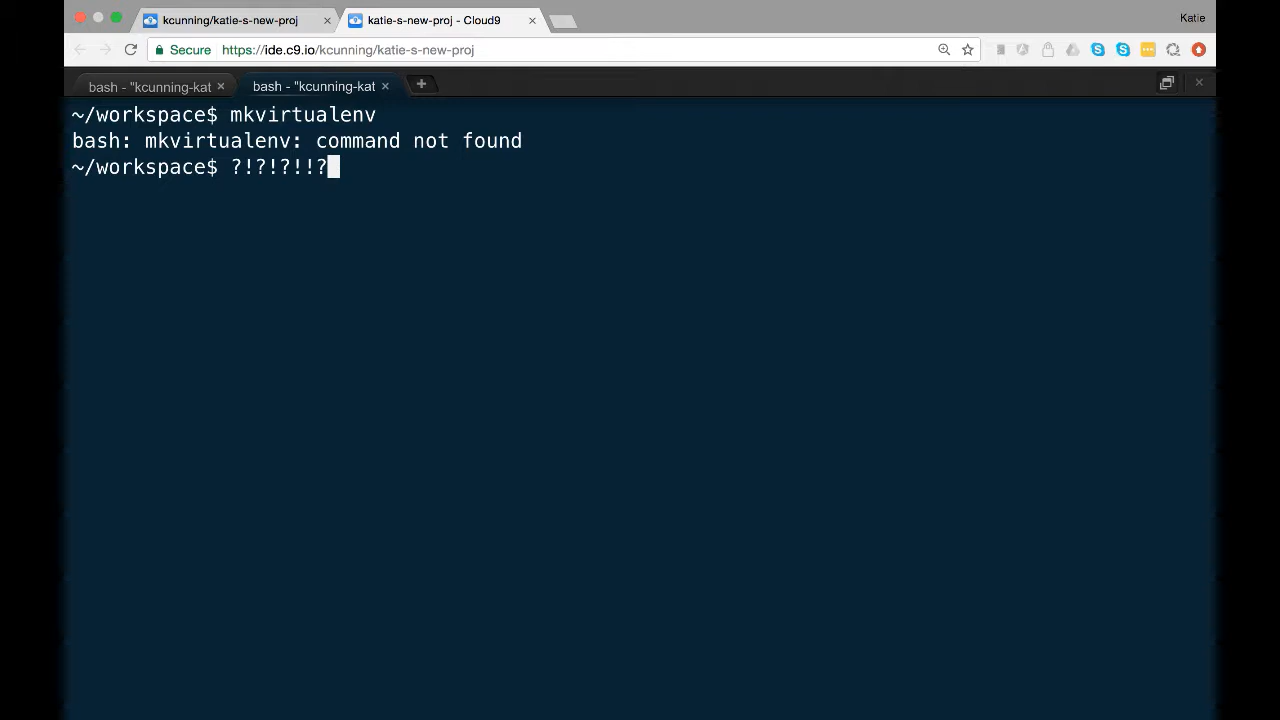 kcunning/katie-s-new-proj
katie-s-new-proj - Cloud9
Katie
Secure
https://ide.c9.io/kcunning/katie-s-new-proj
bash - "kcunning-kat
bash - "kcunning-kat
~/workspace$ mkvirtualenv
bash: mkvirtualenv: command not found
~/workspace$ ?!?!?!!?